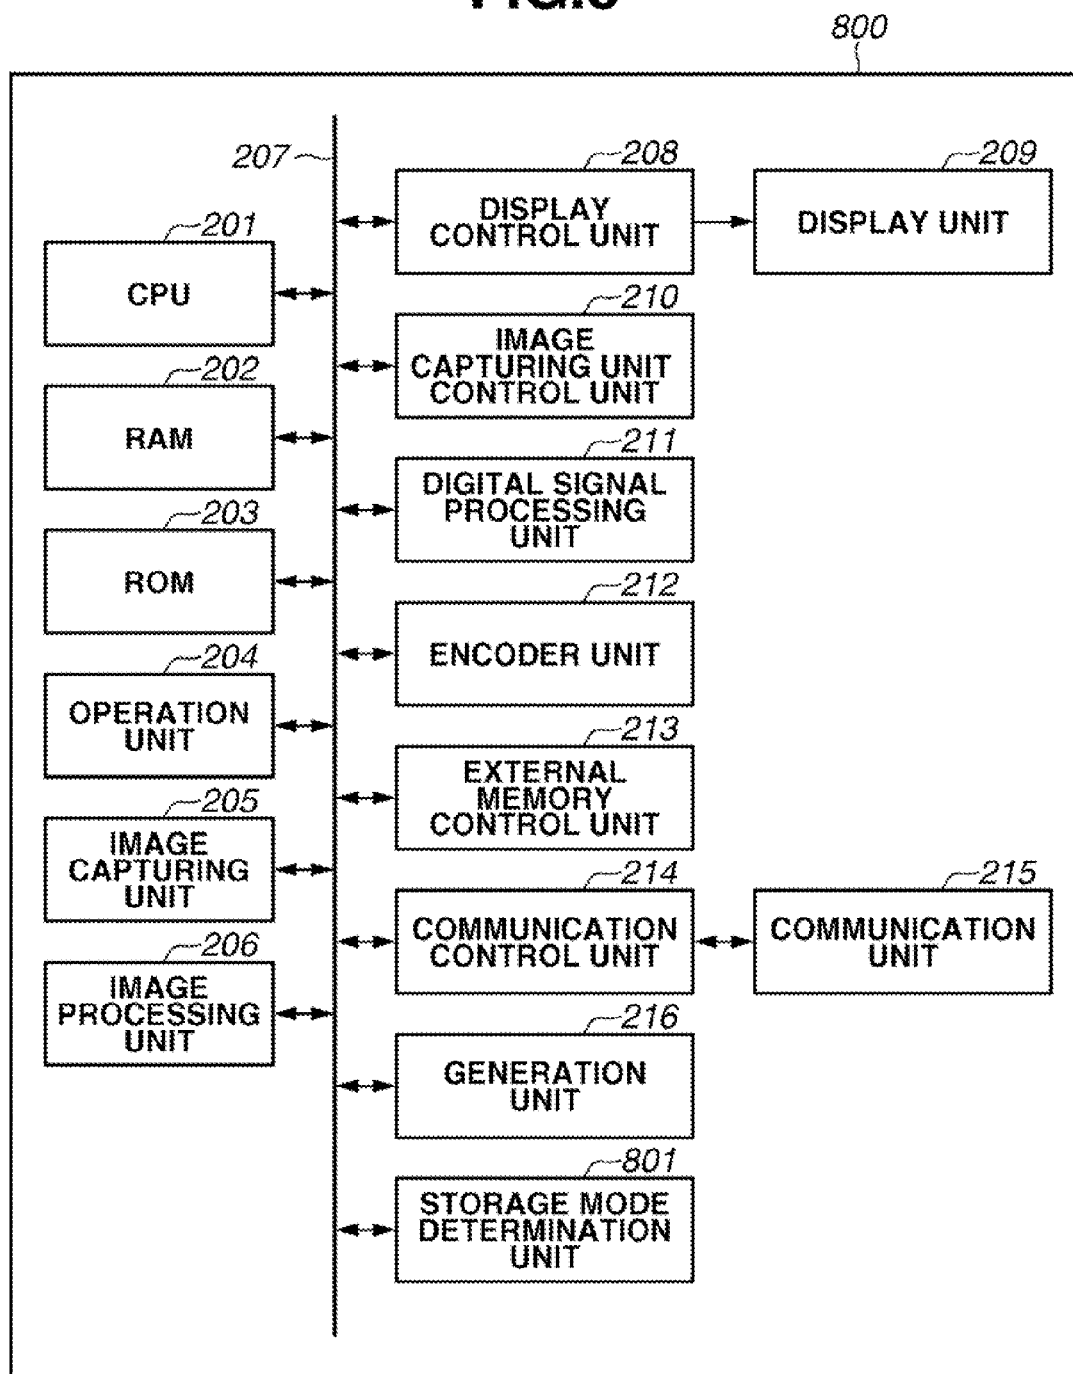 800
207
208
DISPLAY
CONTROL UNIT
209
DISPLAY UNIT
201
CPU
210
IMAGE
CAPTURING UNIT
CONTROL UNIT
202
RAM
211
DIGITAL SIGNAL
PROCESSING
UNIT
203
ROM
212
ENCODER UNIT
204
OPERATION
UNIT
213
EXTERNAL
MEMORY
CONTROL UNIT
205
IMAGE
CAPTURING
UNIT
214
COMMUNICATION
CONTROL UNIT
215
COMMUNICATION
UNIT
206
IMAGE
PROCESSING
UNIT
216
GENERATION
UNIT
801
STORAGE MODE
DETERMINATION
UNIT